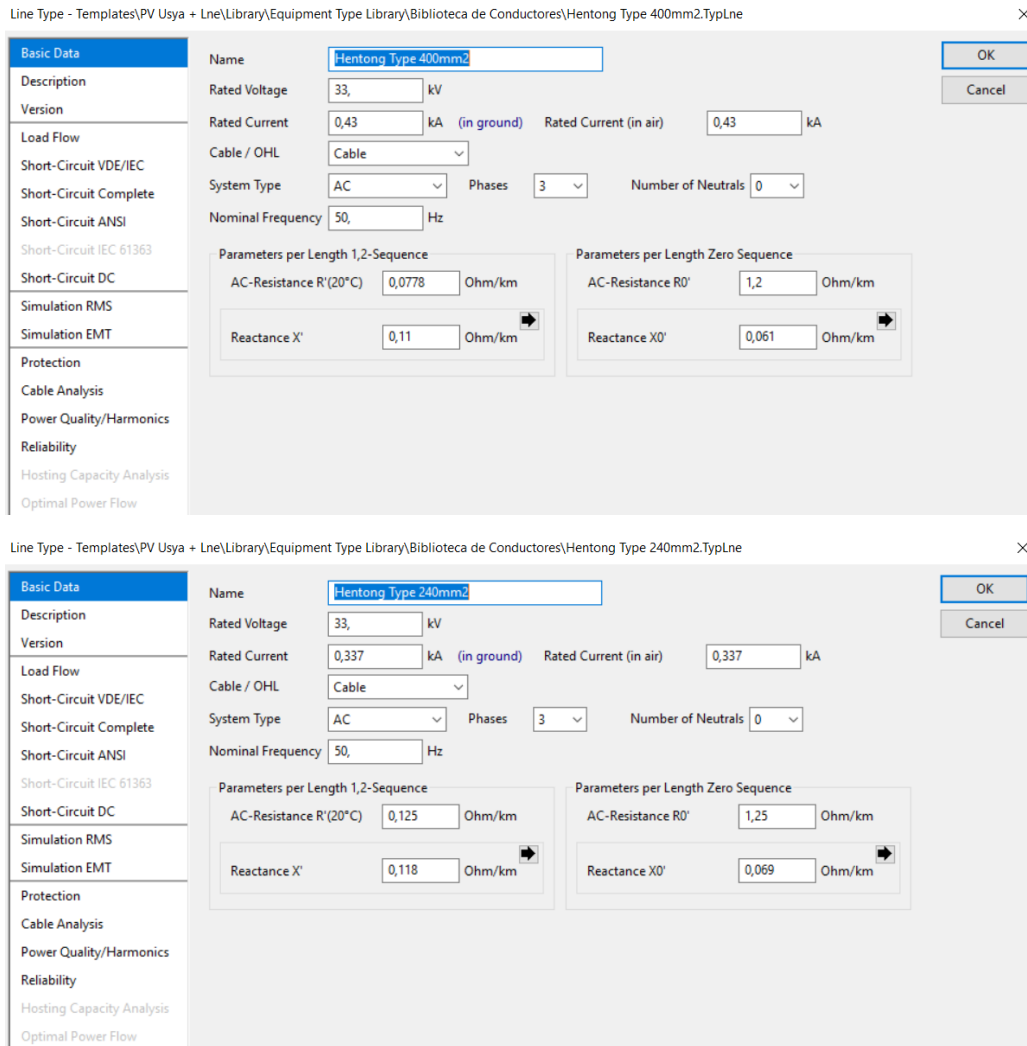 Line Type - Templates\PV Usya + Lne\Library\Equipment Type Library\Biblioteca de Conductores\Hentong Type 400mm2.TypLne
Basic Data
Description
Version
Load Flow
Short-Circuit VDE/IEC
Short-Circuit Complete
Short-Circuit ANSI
Short-Circuit IEC 61363
Short-Circuit DC
Simulation RMS
Simulation EMT
Protection
Cable Analysis
Power Quality/Harmonics
Reliability
Hosting Capacity Analysis
Optimal Power Flow
Name Hentong Type 400mm2
Rated Voltage 33, kV
Rated Current 0,43 kA (in ground) Rated Current (in air) 0,43 kA
Cable / OHL Cable
System Type AC Phases 3 Number of Neutrals 0
Nominal Frequency 50, Hz
Parameters per Length 1,2-Sequence
AC-Resistance R'(20°C) 0,0778 Ohm/km
Reactance X' 0,11 Ohm/km
Parameters per Length Zero Sequence
AC-Resistance R0' 1,2 Ohm/km
Reactance X0' 0,061 Ohm/km
OK
Cancel
Line Type - Templates\PV Usya + Lne\Library\Equipment Type Library\Biblioteca de Conductores\Hentong Type 240mm2.TypLne
Basic Data
Description
Version
Load Flow
Short-Circuit VDE/IEC
Short-Circuit Complete
Short-Circuit ANSI
Short-Circuit IEC 61363
Short-Circuit DC
Simulation RMS
Simulation EMT
Protection
Cable Analysis
Power Quality/Harmonics
Reliability
Hosting Capacity Analysis
Optimal Power Flow
Name Hentong Type 240mm2
Rated Voltage 33, kV
Rated Current 0,337 kA (in ground) Rated Current (in air) 0,337 kA
Cable / OHL Cable
System Type AC Phases 3 Number of Neutrals 0
Nominal Frequency 50, Hz
Parameters per Length 1,2-Sequence
AC-Resistance R'(20°C) 0,125 Ohm/km
Reactance X' 0,118 Ohm/km
Parameters per Length Zero Sequence
AC-Resistance R0' 1,25 Ohm/km
Reactance X0' 0,069 Ohm/km
OK
Cancel